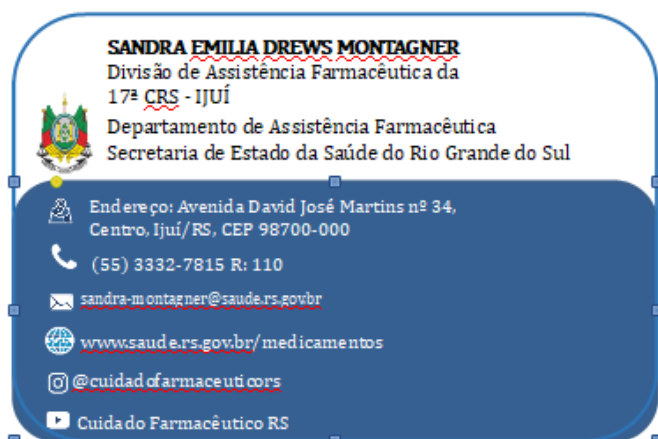 SANDRA EMILIA DREWS MONTAGNER
Divisão de Assistência Farmacêutica da
17ª CRS - IJUÍ
Departamento de Assistência Farmacêutica
Secretaria de Estado da Saúde do Rio Grande do Sul
Endereço: Avenida David José Martins nº 34,
Centro, Ijuí/RS, CEP 98700-000
(55) 3332-7815 R: 110
sandra-montagner@saude.rs.govbr
www.saude.rs.gov.br/medicamentos
@cuidadofarmaceuticors
Cuidado Farmacêutico RS